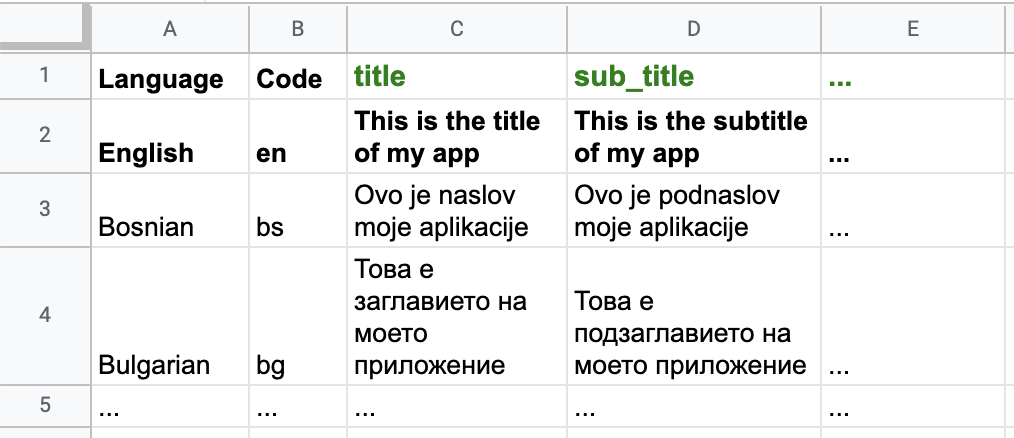 A B C D E
1 Language Code title sub_title ...
2 English en This is the title of my app This is the subtitle of my app ...
3 Bosnian bs Ovo je naslov moje aplikacije Ovo je podnaslov moje aplikacije ...
4 Bulgarian bg Това е заглавието на моето приложение Това е подзаглавието на моето приложение ...
5 ... ... ... ... ...